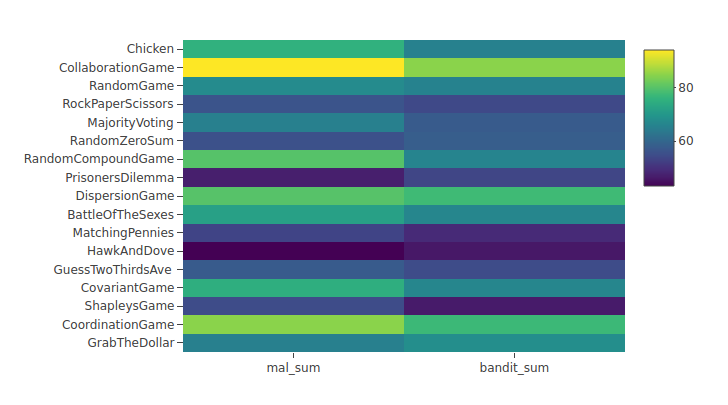 Chicken
CollaborationGame
RandomGame
RockPaperScissors
MajorityVoting
RandomZeroSum
RandomCompoundGame
PrisonersDilemma
DispersionGame
BattleOfTheSexes
MatchingPennies
HawkAndDove
GuessTwoThirdsAve
CovariantGame
ShapleysGame
CoordinationGame
GrabTheDollar
mal_sum bandit_sum
80
60